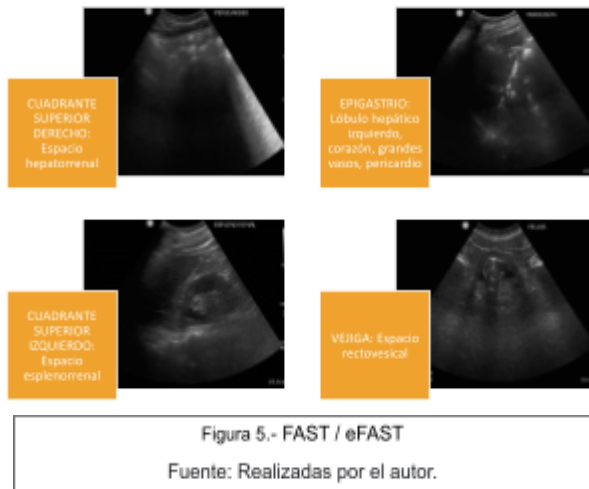 CUADRANTE
SUPERIOR
DERECHO:
Espacio
hepatorrenal
EPIGASTRIO:
Lóbulo hepático
izquierdo,
corazón, grandes
vasos, pericardio
CUADRANTE
SUPERIOR
IZQUIERDO:
Espacio
esplenorrenal
VEJIGA: Espacio
rectovesical
Figura 5.- FAST / eFAST
Fuente: Realizadas por el autor.